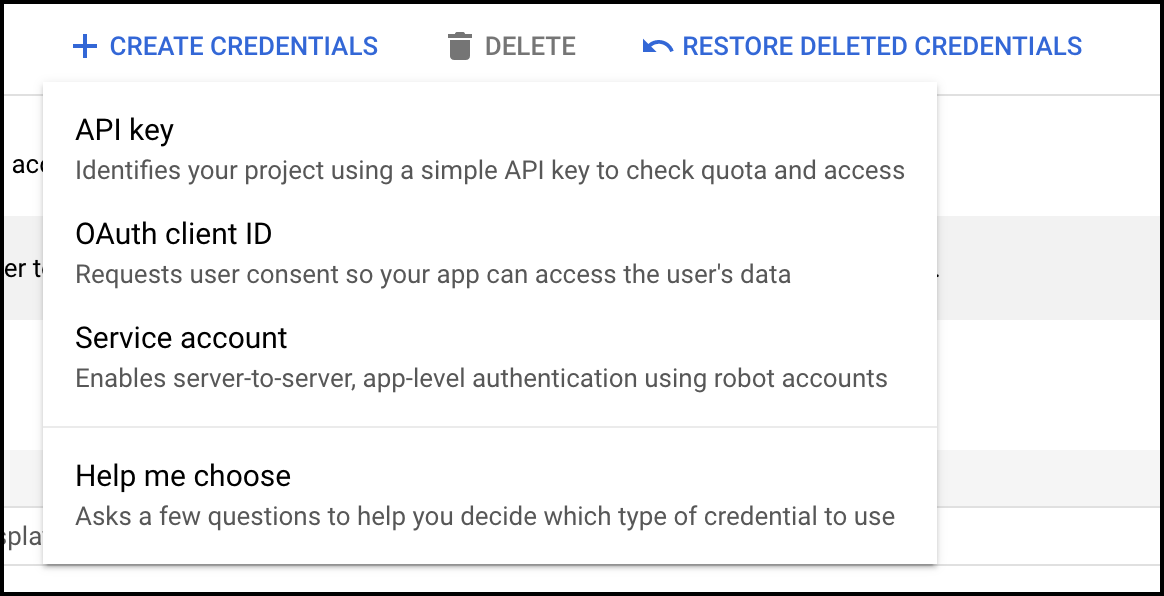 CREATE CREDENTIALS DELETE RESTORE DELETED CREDENTIALS
API key
Identifies your project using a simple API key to check quota and access
OAuth client ID
Requests user consent so your app can access the user's data
Service account
Enables server-to-server, app-level authentication using robot accounts
Help me choose
Asks a few questions to help you decide which type of credential to use